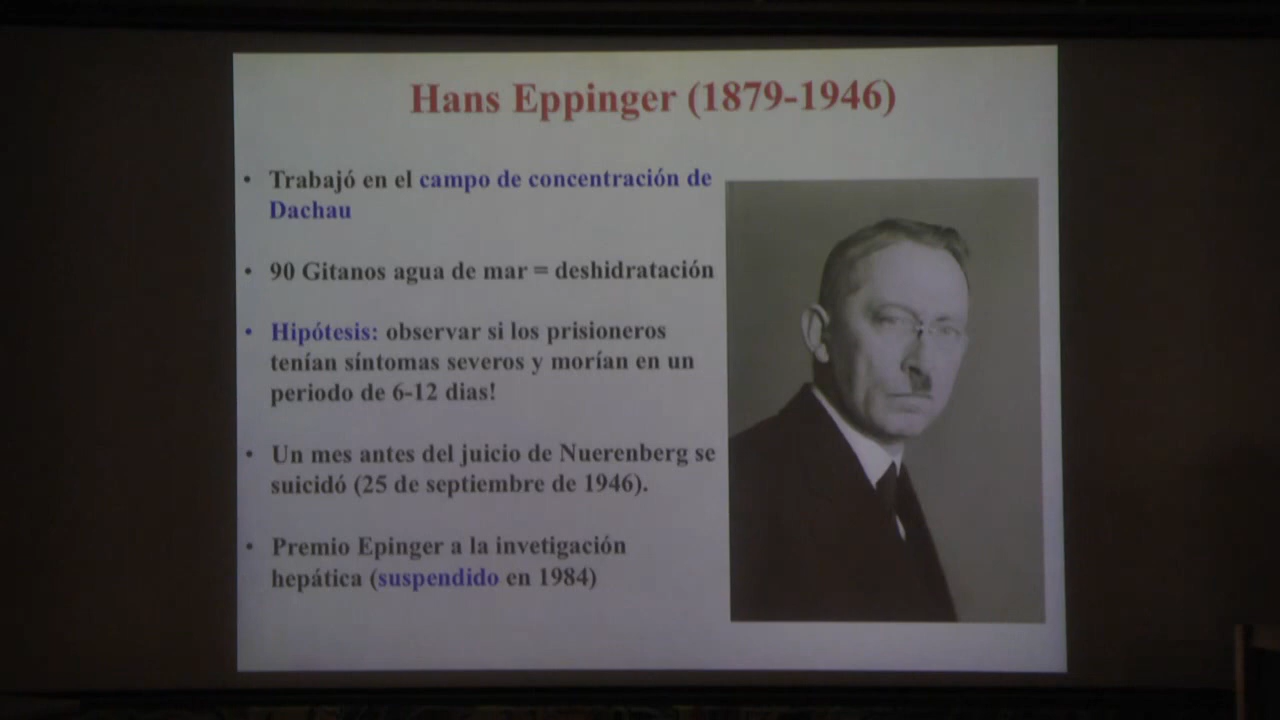 Hans Eppinger (1879-1946)
• Trabajó en el campo de concentración de
Dachau
• 90 Gitanos agua de mar = deshidratación
• Hipótesis: observar si los prisioneros
tenían síntomas severos y morían en un
periodo de 6-12 dias!
• Un mes antes del juicio de Nuerenberg se
suicidó (25 de septiembre de 1946).
• Premio Epinger a la invetigación
hepática (suspendido en 1984)